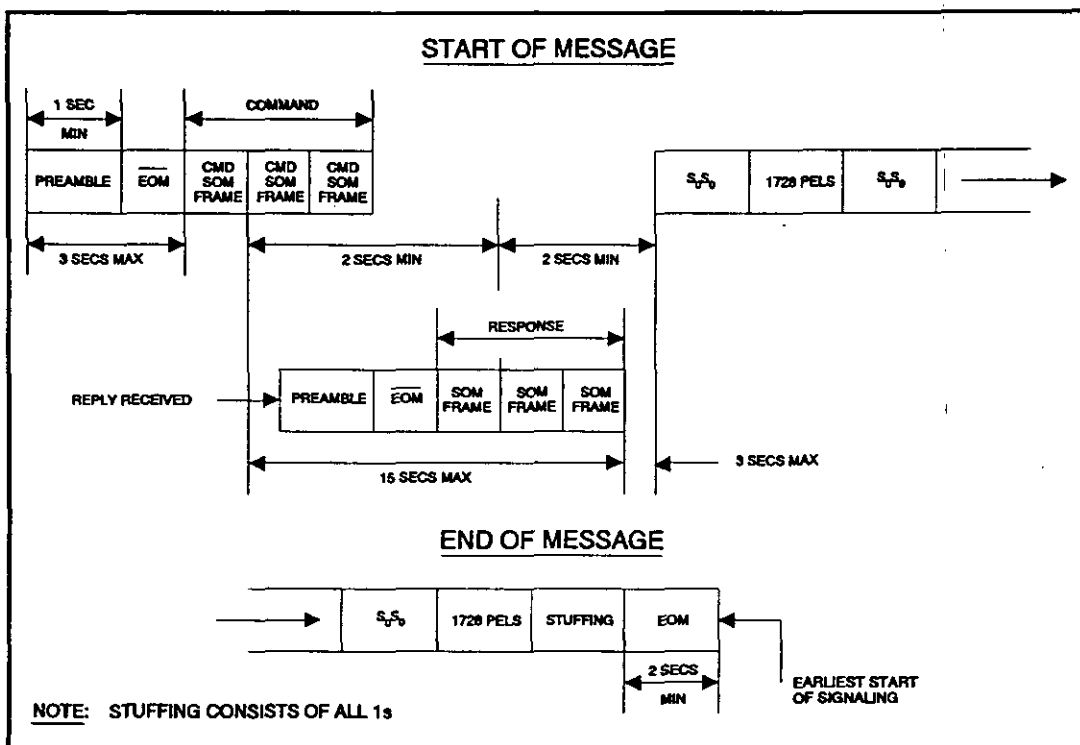 START OF MESSAGE
1 SEC
MIN
COMMAND
PREAMBLE
EOM
CMD
SOM
FRAME
CMD
SOM
FRAME
CMD
SOM
FRAME
S₀S₀
1728 PELS
S₀S₀
3 SECS MAX
2 SECS MIN
2 SECS MIN
RESPONSE
REPLY RECEIVED
PREAMBLE
EOM
SOM
FRAME
SOM
FRAME
SOM
FRAME
15 SECS MAX
3 SECS MAX
END OF MESSAGE
S₀S₀
1728 PELS
STUFFING
EOM
2 SECS
MIN
EARLIEST START
OF SIGNALING
NOTE: STUFFING CONSISTS OF ALL 1s